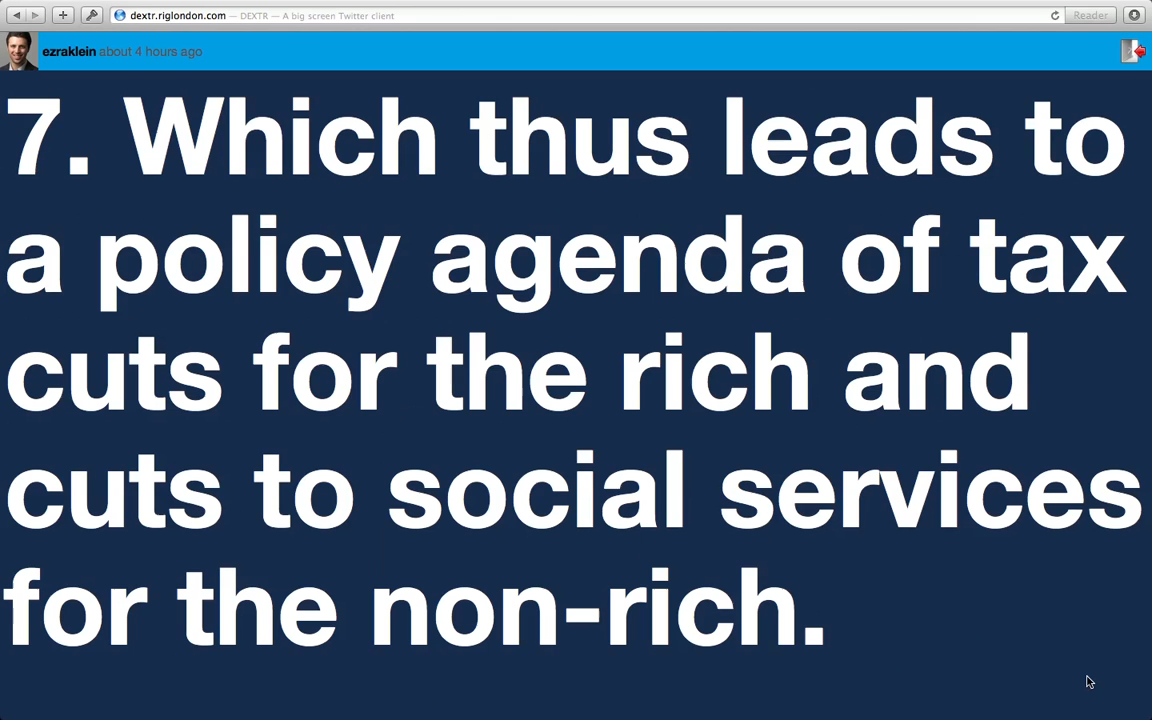 dextr.riglondon.com — DEXTR — A big screen Twitter client
Reader
ezraklein about 4 hours ago
7. Which thus leads to
a policy agenda of tax
cuts for the rich and
cuts to social services
for the non-rich.